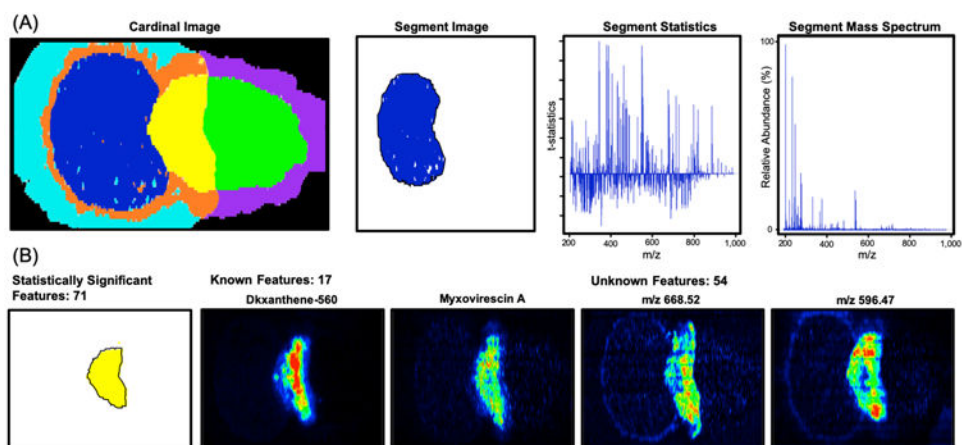 (A)
Cardinal Image
Segment Image
Segment Statistics
Segment Mass Spectrum
t-statistics
200 400 600 800 1,000
m/z
Relative Abundance (%)
100
0
200 400 600 800 1,000
m/z
(B)
Statistically Significant
Features: 71
Known Features: 17
Unknown Features: 54
Dkxanthene-560
Myxovirescin A
m/z 668.52
m/z 596.47